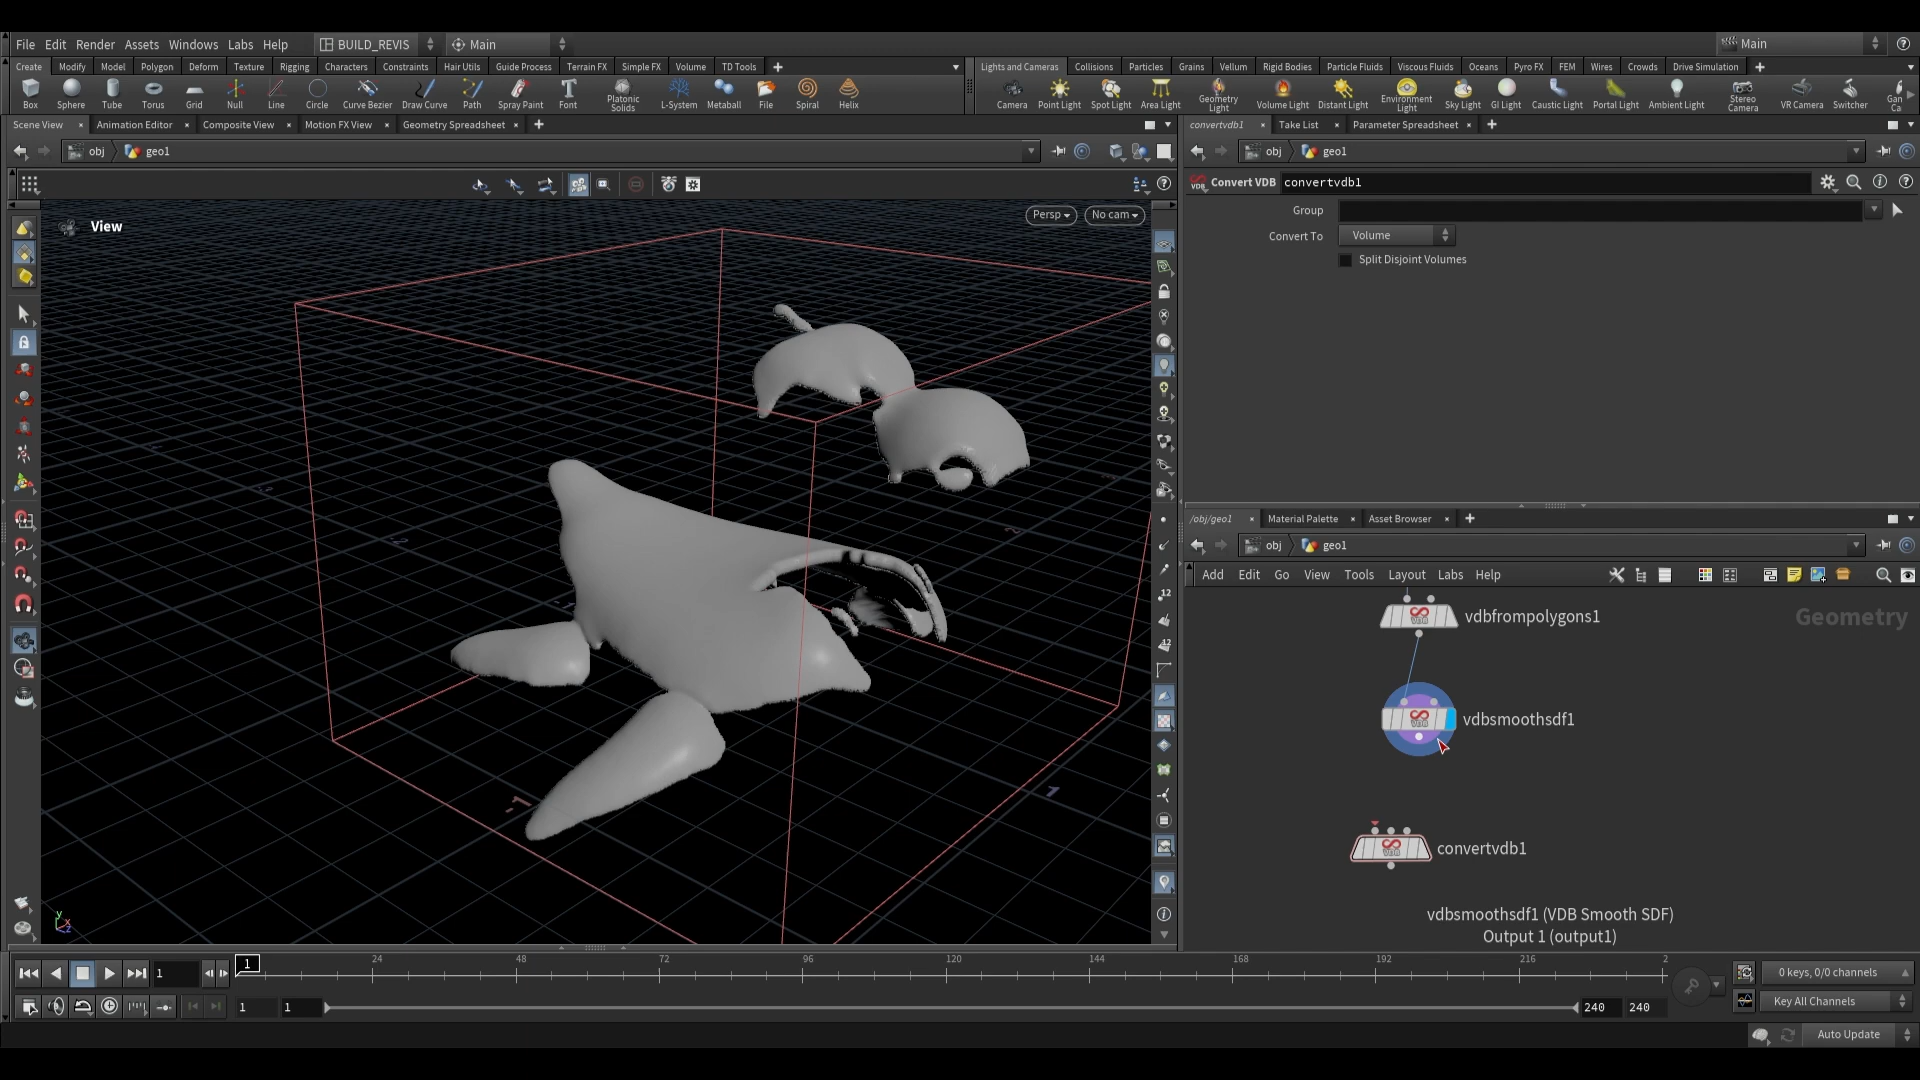 File Edit Render Assets Windows Labs Help BUILD_REVIS Main Main
Create Modify Model Polygon Deform Texture Rigging Characters Constraints Hair Utils Guide Process Terrain FX Simple FX Volume TD Tools
Lights and Cameras Collisions Particles Grains Vellum Rigid Bodies Particle Fluids Viscous Fluids Oceans Pyro FX FEM Wires Crowds Drive Simulation
Box Sphere Tube Torus Grid Null Line Circle Curve Bezier Draw Curve Path Spray Paint Font Platonic Solids L-System Metaball File Spiral Helix
Camera Point Light Spot Light Area Light Geometry Light Volume Light Distant Light Environment Light Sky Light GI Light Caustic Light Portal Light Ambient Light Stereo Camera VR Camera Switcher
Scene View Animation Editor Composite View Motion FX View Geometry Spreadsheet
convertvdb1 Take List Parameter Spreadsheet
obj geo1
obj geo1
Convert VDB convertvdb1
Group
Convert To Volume
Split Disjoint Volumes
View
Persp No cam
/obj/geo1 Material Palette Asset Browser
obj geo1
Add Edit Go View Tools Layout Labs Help
Geometry
vdbfrompolygons1
vdbsmoothsdf1
convertvdb1
vdbsmoothsdf1 (VDB Smooth SDF)
Output 1 (output1)
1 1 24 48 72 96 120 144 168 192 216 2
0 keys, 0/0 channels
1 1 240 240
Key All Channels
Auto Update